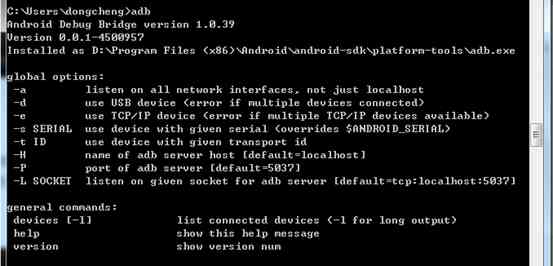 C:\Users\dongcheng>adb
Android Debug Bridge version 1.0.39
Version 0.0.1-4500957
Installed as D:\Program Files (x86)\Android\android-sdk\platform-tools\adb.exe
global options:
-a listen on all network interfaces, not just localhost
-d use USB device (error if multiple devices connected)
-e use TCP/IP device (error if multiple TCP/IP devices available)
-s SERIAL use device with given serial (overrides $ANDROID_SERIAL)
-t ID use device with given transport id
-H name of adb server host [default=localhost]
-P port of adb server [default=5037]
-L SOCKET listen on given socket for adb server [default=tcp:localhost:5037]
general commands:
devices [-l] list connected devices (-l for long output)
help show this help message
version show version num